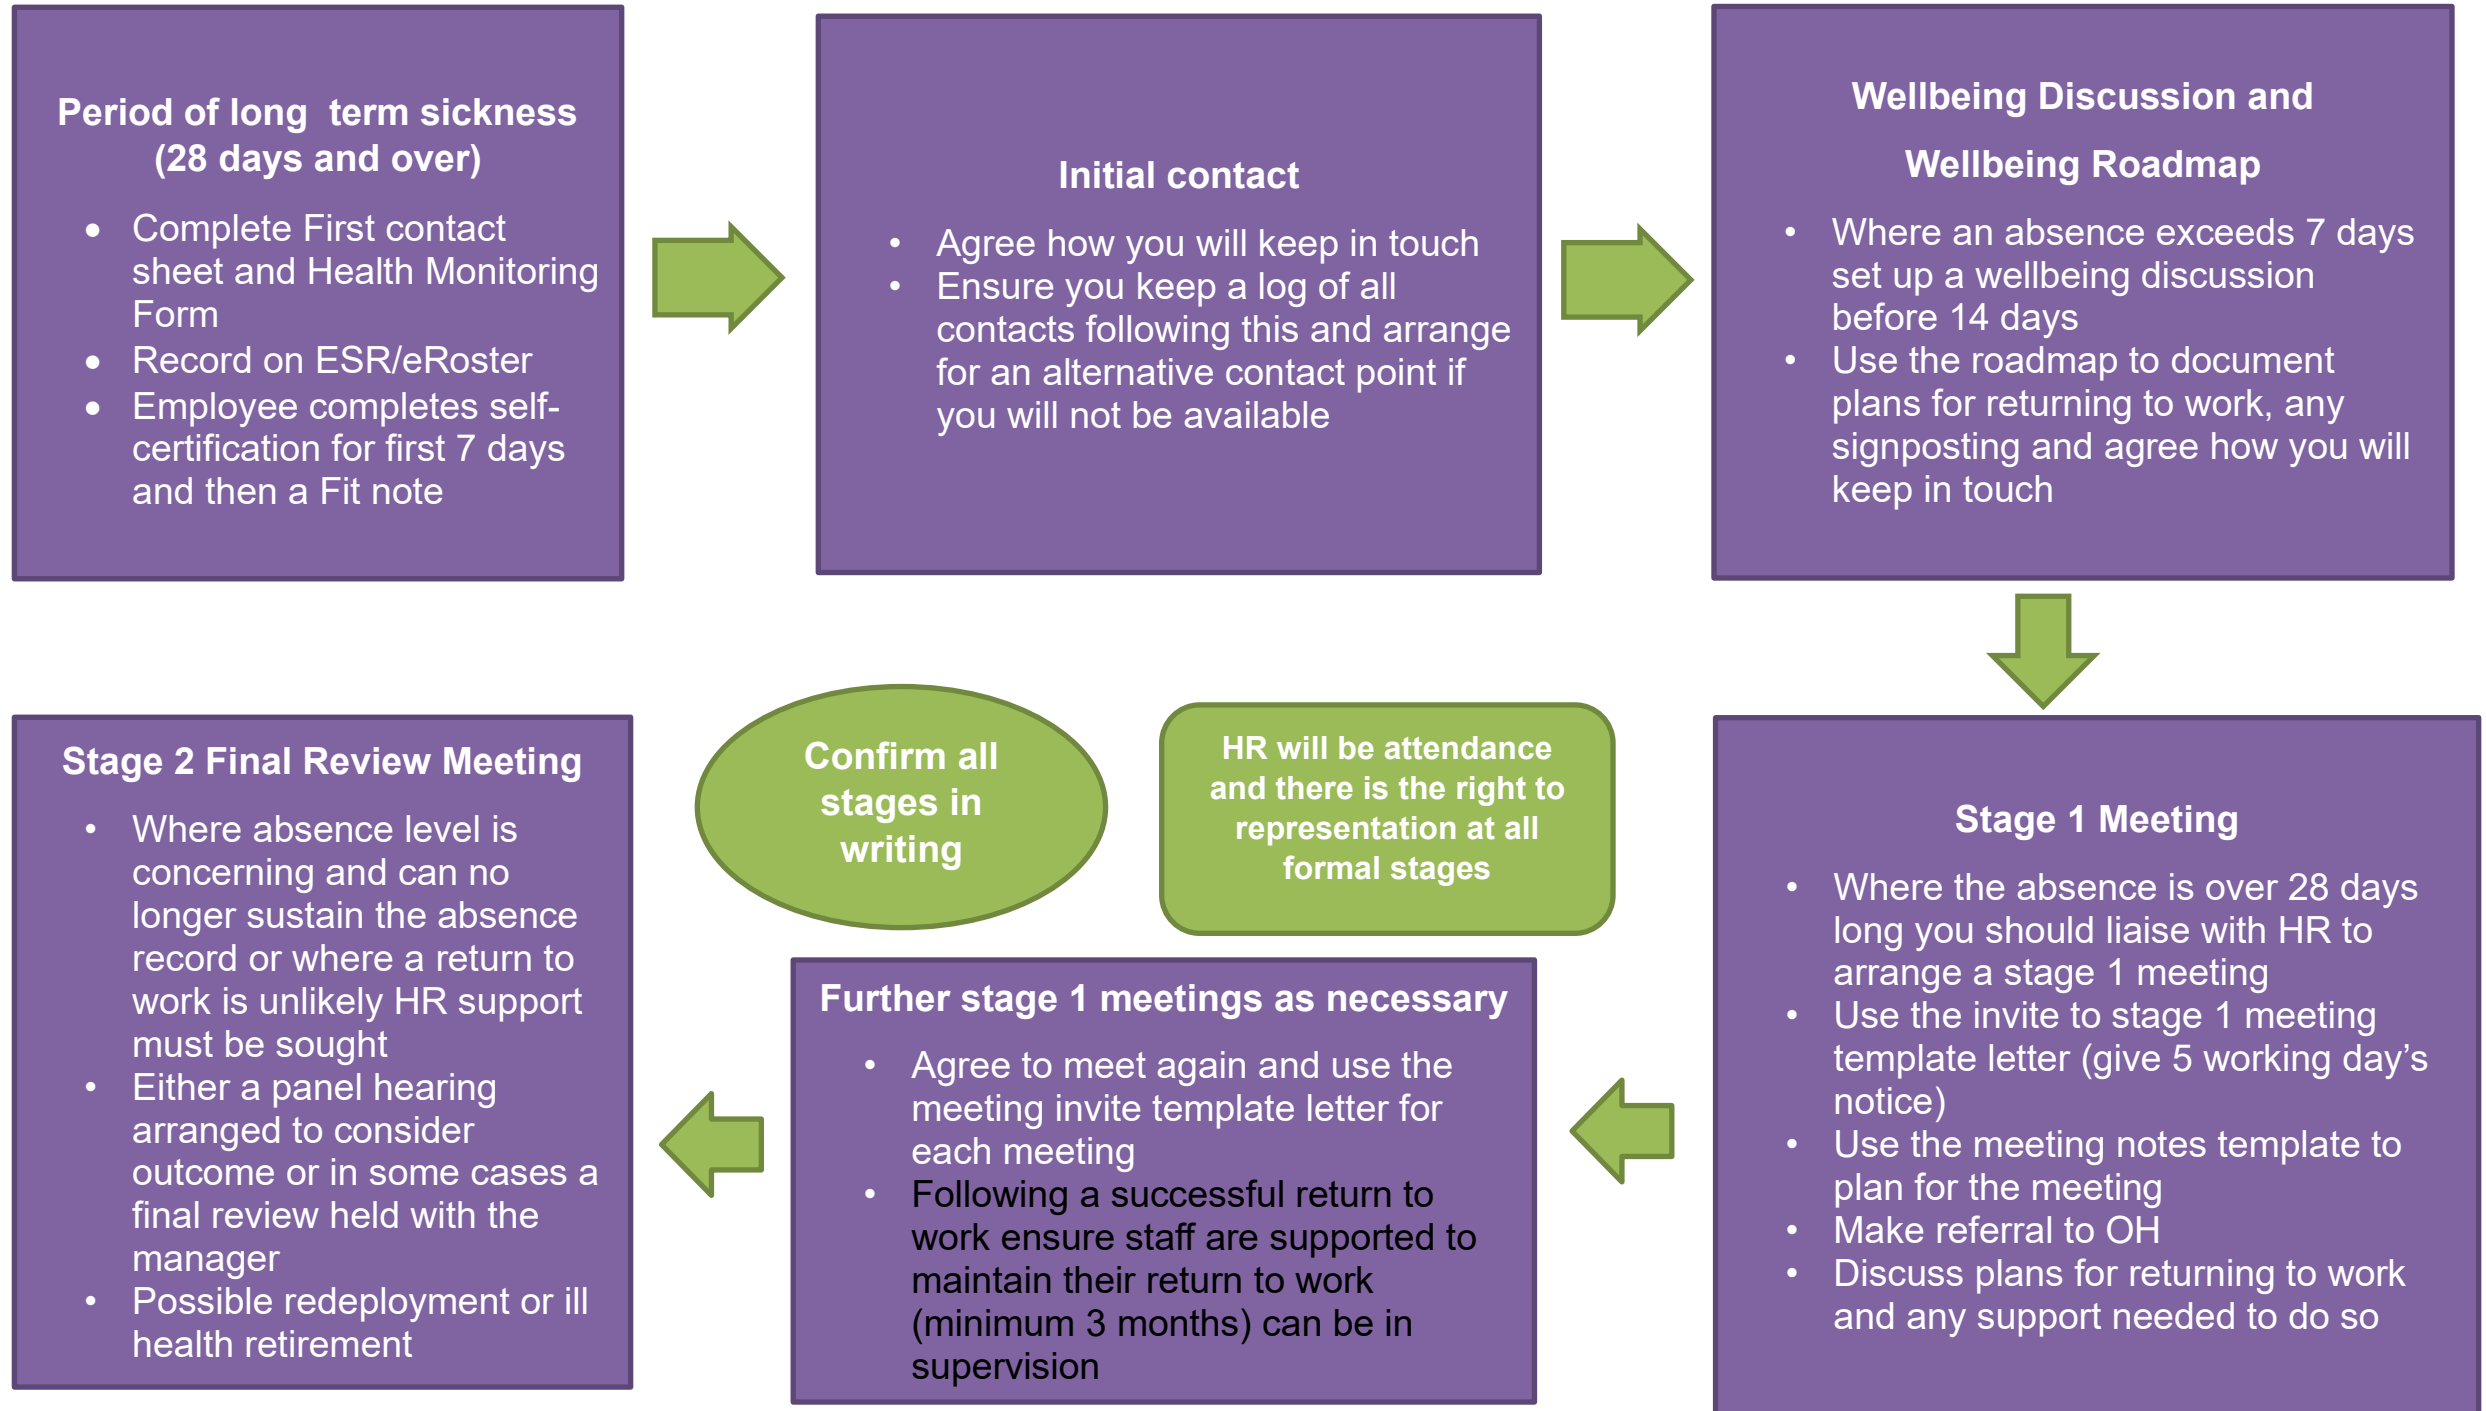 Period of long  term sickness
(28 days and over)
• Complete First contact
sheet and Health Monitoring
Form
• Record on ESR/eRoster
• Employee completes self-
certification for first 7 days
and then a Fit note
Initial contact
• Agree how you will keep in touch
• Ensure you keep a log of all
contacts following this and arrange
for an alternative contact point if
you will not be available
Wellbeing Discussion and
Wellbeing Roadmap
• Where an absence exceeds 7 days
set up a wellbeing discussion
before 14 days
• Use the roadmap to document
plans for returning to work, any
signposting and agree how you will
keep in touch
Stage 1 Meeting
• Where the absence is over 28 days
long you should liaise with HR to
arrange a stage 1 meeting
• Use the invite to stage 1 meeting
template letter (give 5 working day’s
notice)
• Use the meeting notes template to
plan for the meeting
• Make referral to OH
• Discuss plans for returning to work
and any support needed to do so
HR will be attendance
and there is the right to
representation at all
formal stages
Confirm all
stages in
writing
Further stage 1 meetings as necessary
• Agree to meet again and use the
meeting invite template letter for
each meeting
• Following a successful return to
work ensure staff are supported to
maintain their return to work
(minimum 3 months) can be in
supervision
Stage 2 Final Review Meeting
• Where absence level is
concerning and can no
longer sustain the absence
record or where a return to
work is unlikely HR support
must be sought
• Either a panel hearing
arranged to consider
outcome or in some cases a
final review held with the
manager
• Possible redeployment or ill
health retirement